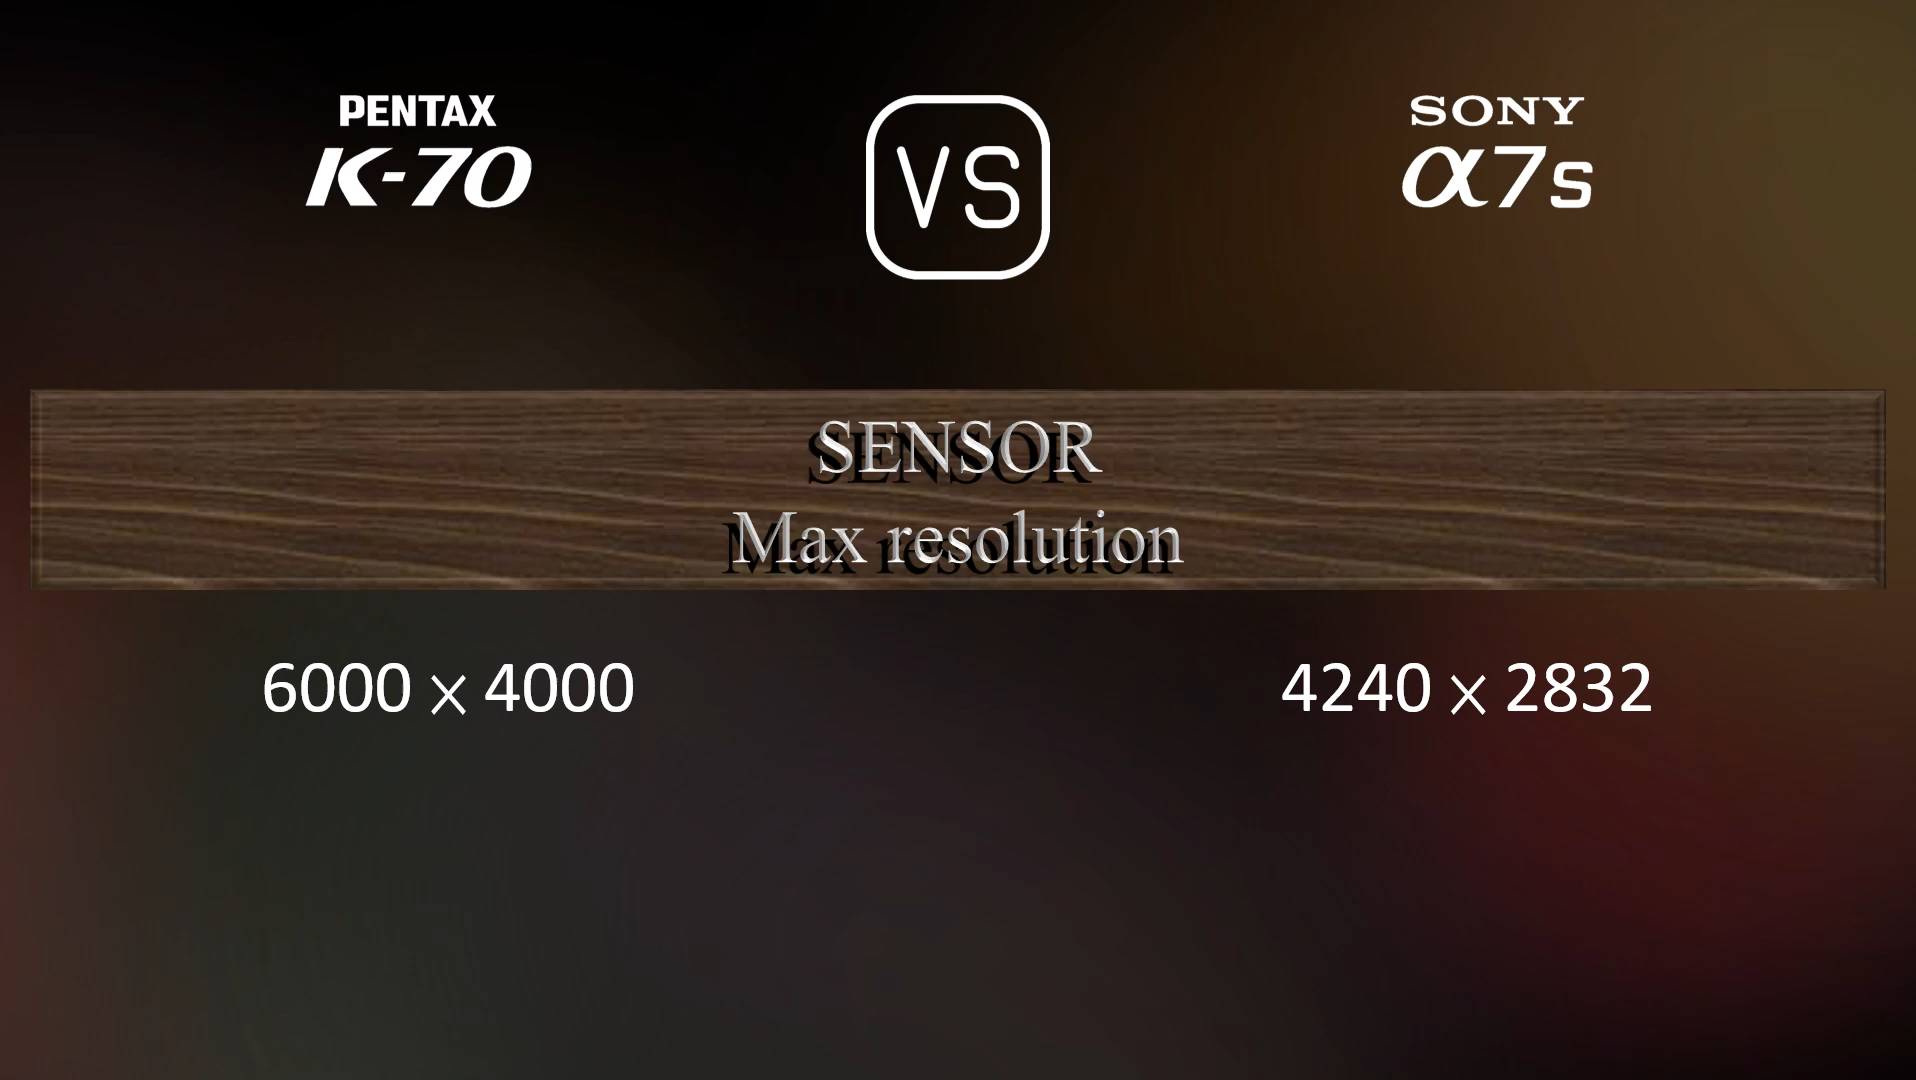 PENTAX
K-70
VS
SONY
α7s
SENSOR
Max resolution
6000 x 4000
4240 x 2832